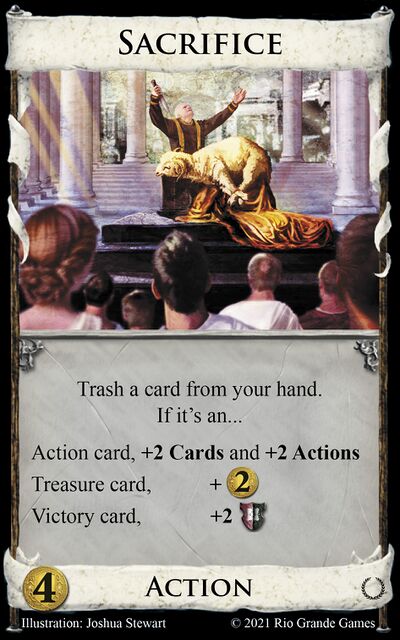 SACRIFICE
Trash a card from your hand.
If it's an...
Action card, +2 Cards and +2 Actions
Treasure card, + 2
Victory card, +2
4 ACTION
Illustration: Joshua Stewart © 2021 Rio Grande Games